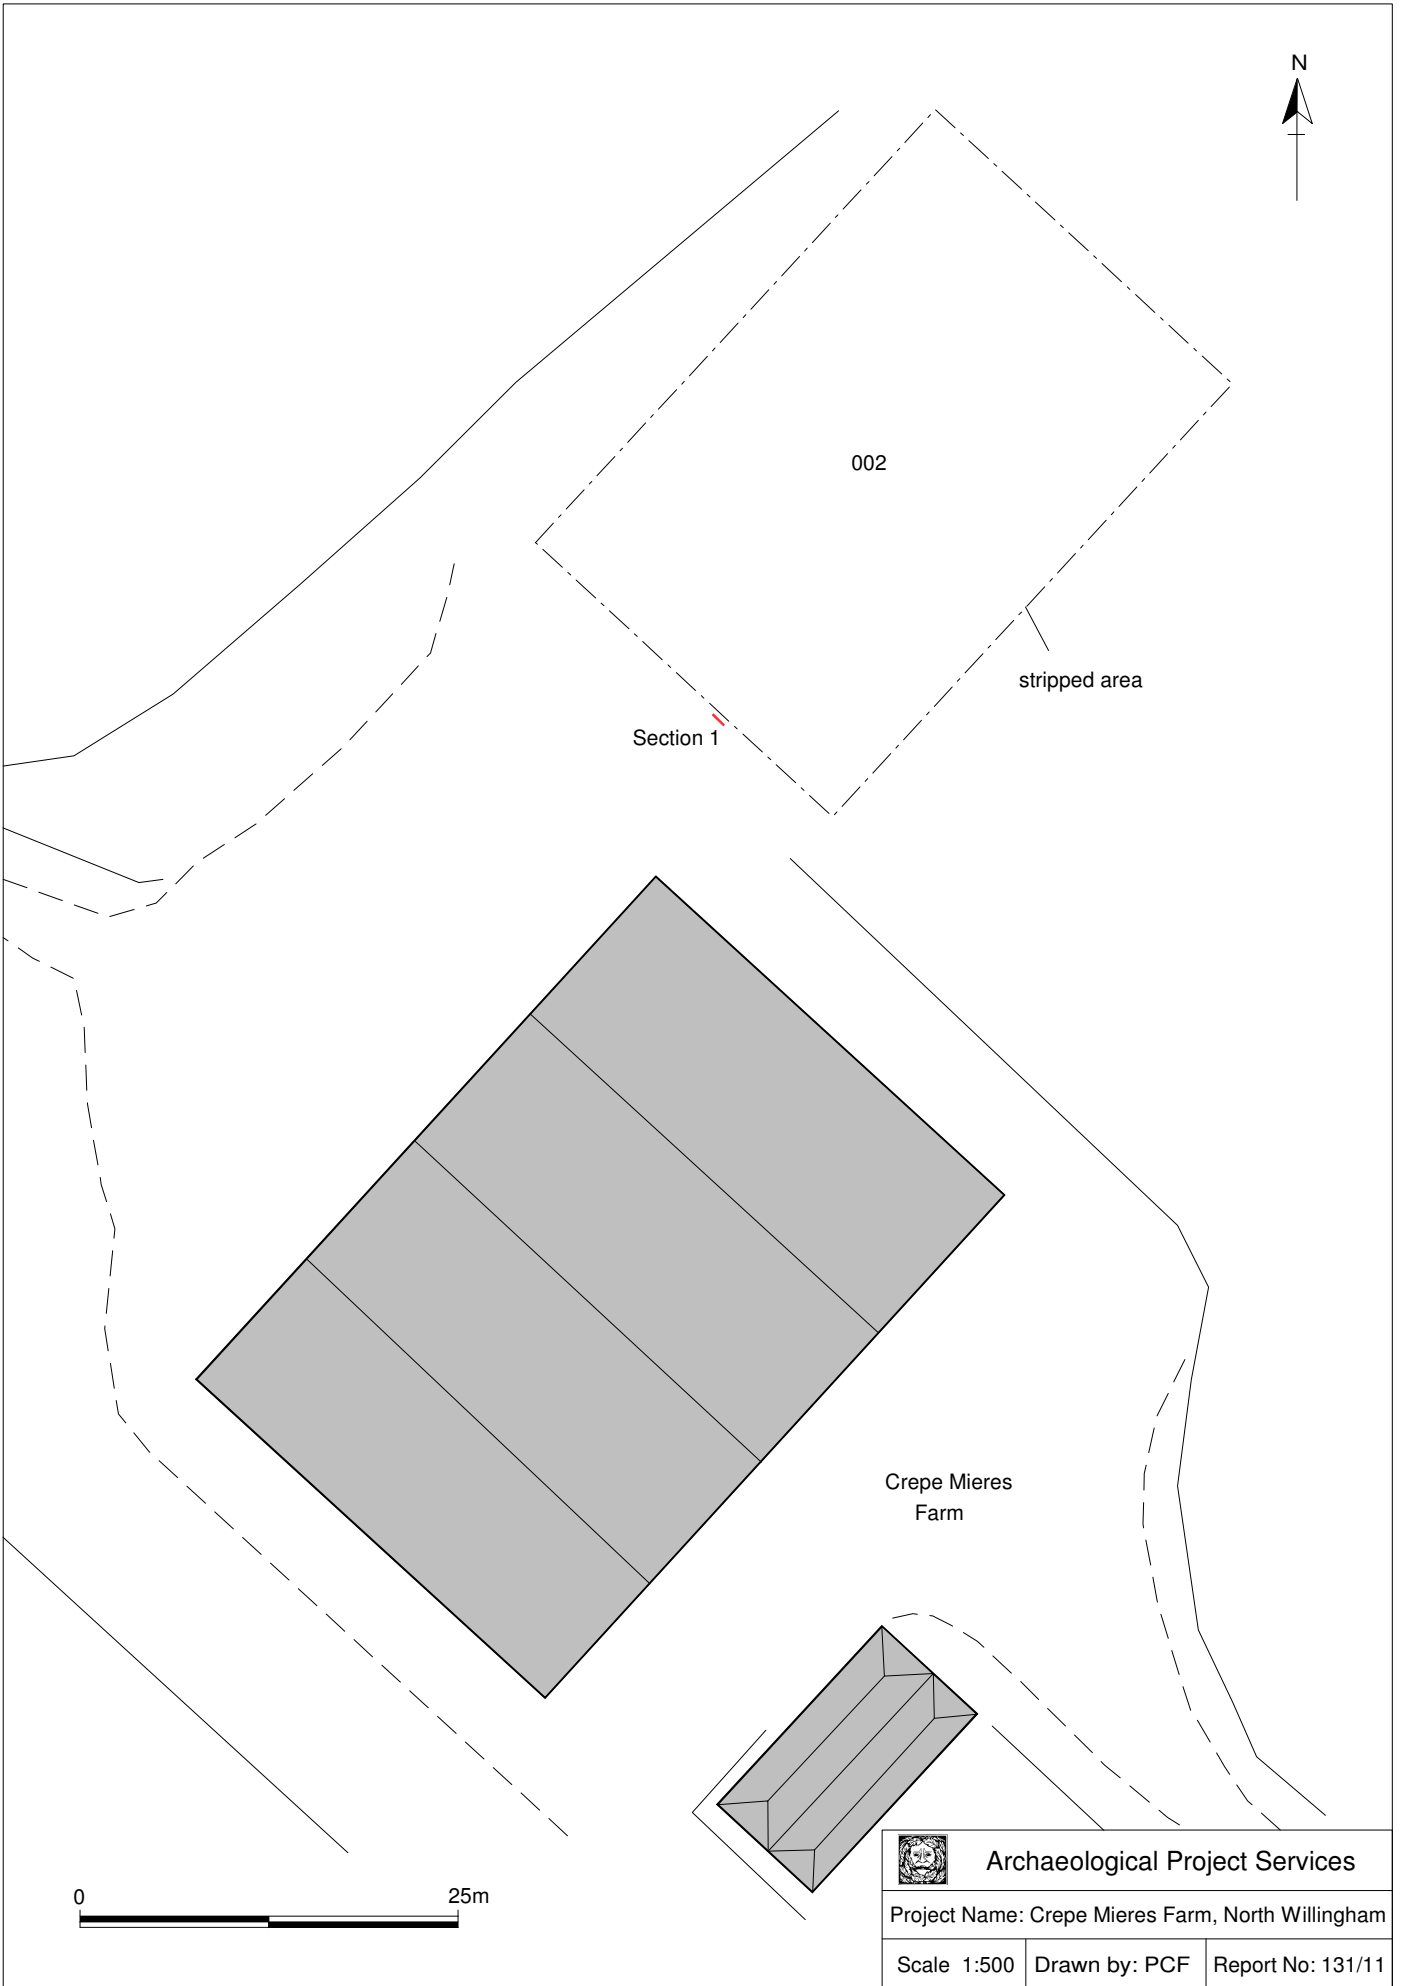 N
002
stripped area
Section 1
Crepe Mieres
Farm
0 25m
Archaeological Project Services
Project Name: Crepe Mieres Farm, North Willingham
Scale 1:500 Drawn by: PCF Report No: 131/11